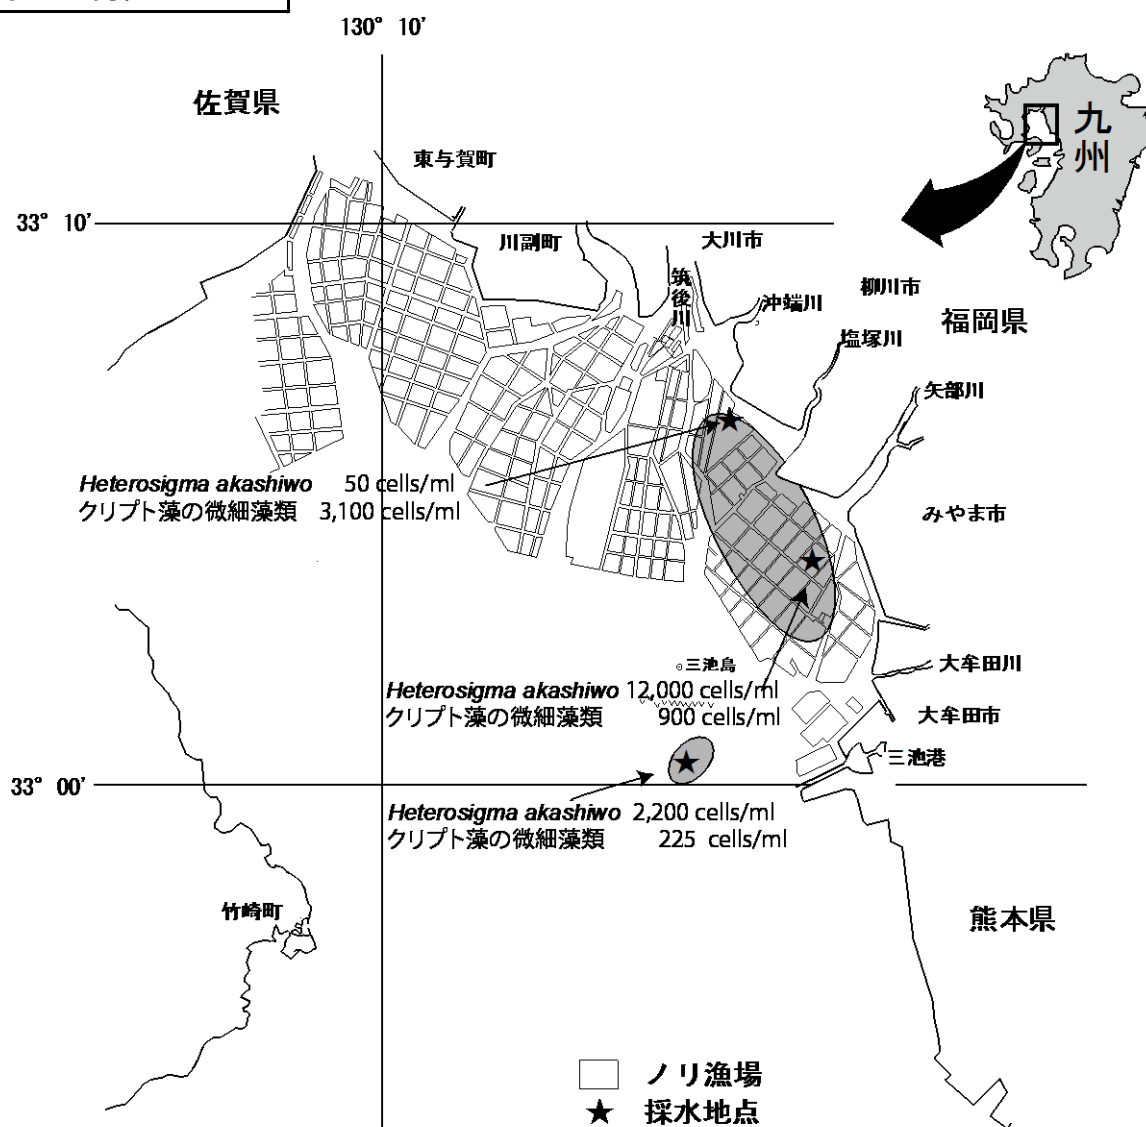 130° 10'
佐賀県
九州
東与賀町
33° 10'
川副町
大川市
筑後川
沖端川
柳川市
福岡県
塩塚川
矢部川
Heterosigma akashiwo 50 cells/ml
クリプト藻の微細藻類 3,100 cells/ml
みやま市
三池島
大牟田川
Heterosigma akashiwo 12,000 cells/ml
クリプト藻の微細藻類 900 cells/ml
大牟田市
三池港
33° 00'
Heterosigma akashiwo 2,200 cells/ml
クリプト藻の微細藻類 225 cells/ml
竹崎町
熊本県
ノリ漁場
★ 採水地点